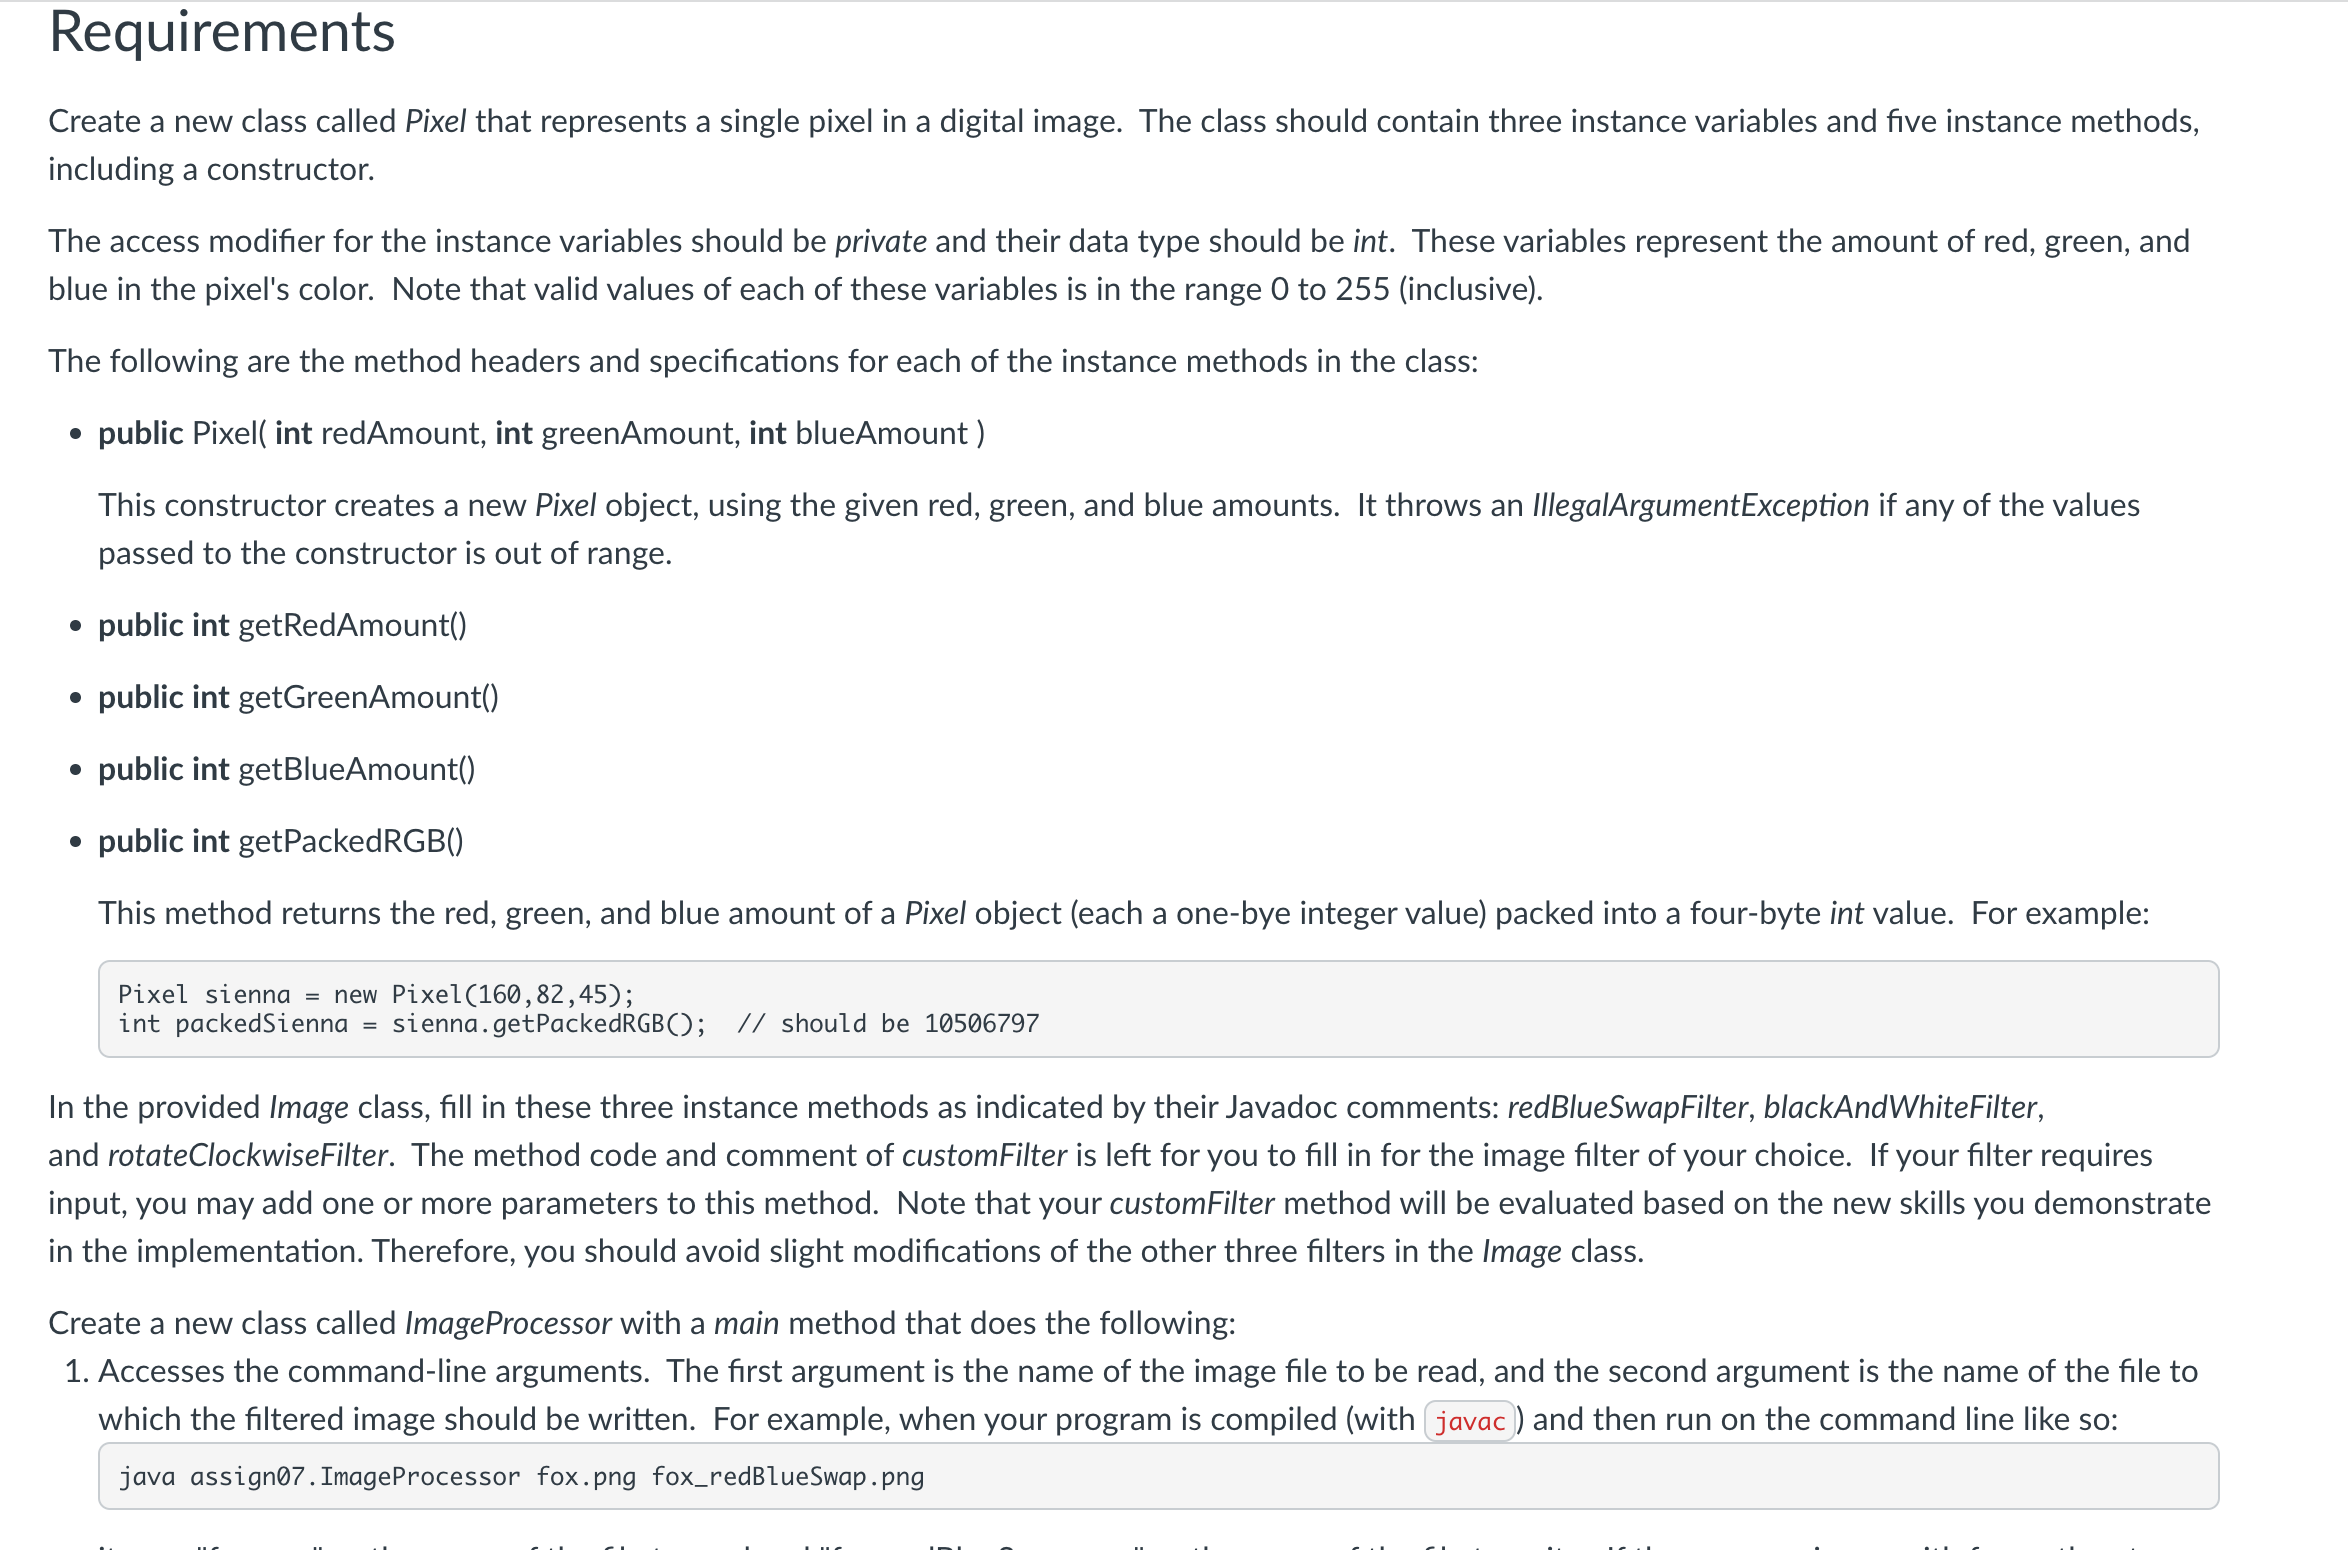 Requirements
Create a new class called Pixel that represents a single pixel in a digital image.  The class should contain three instance variables and five instance methods,
including a constructor.
The access modifier for the instance variables should be private and their data type should be int.  These variables represent the amount of red, green, and
blue in the pixel's color.  Note that valid values of each of these variables is in the range 0 to 255 (inclusive).
The following are the method headers and specifications for each of the instance methods in the class:
• public Pixel( int redAmount, int greenAmount, int blueAmount )
This constructor creates a new Pixel object, using the given red, green, and blue amounts.  It throws an IllegalArgumentException if any of the values
passed to the constructor is out of range.
• public int getRedAmount()
• public int getGreenAmount()
• public int getBlueAmount()
• public int getPackedRGB()
This method returns the red, green, and blue amount of a Pixel object (each a one-bye integer value) packed into a four-byte int value.  For example:
Pixel sienna = new Pixel(160,82,45);
int packedSienna = sienna.getPackedRGB();  // should be 10506797
In the provided Image class, fill in these three instance methods as indicated by their Javadoc comments: redBlueSwapFilter, blackAndWhiteFilter,
and rotateClockwiseFilter.  The method code and comment of customFilter is left for you to fill in for the image filter of your choice.  If your filter requires
input, you may add one or more parameters to this method.  Note that your customFilter method will be evaluated based on the new skills you demonstrate
in the implementation. Therefore, you should avoid slight modifications of the other three filters in the Image class.
Create a new class called ImageProcessor with a main method that does the following:
1. Accesses the command-line arguments.  The first argument is the name of the image file to be read, and the second argument is the name of the file to
which the filtered image should be written.  For example, when your program is compiled (with javac) and then run on the command line like so:
java assign07.ImageProcessor fox.png fox_redBlueSwap.png